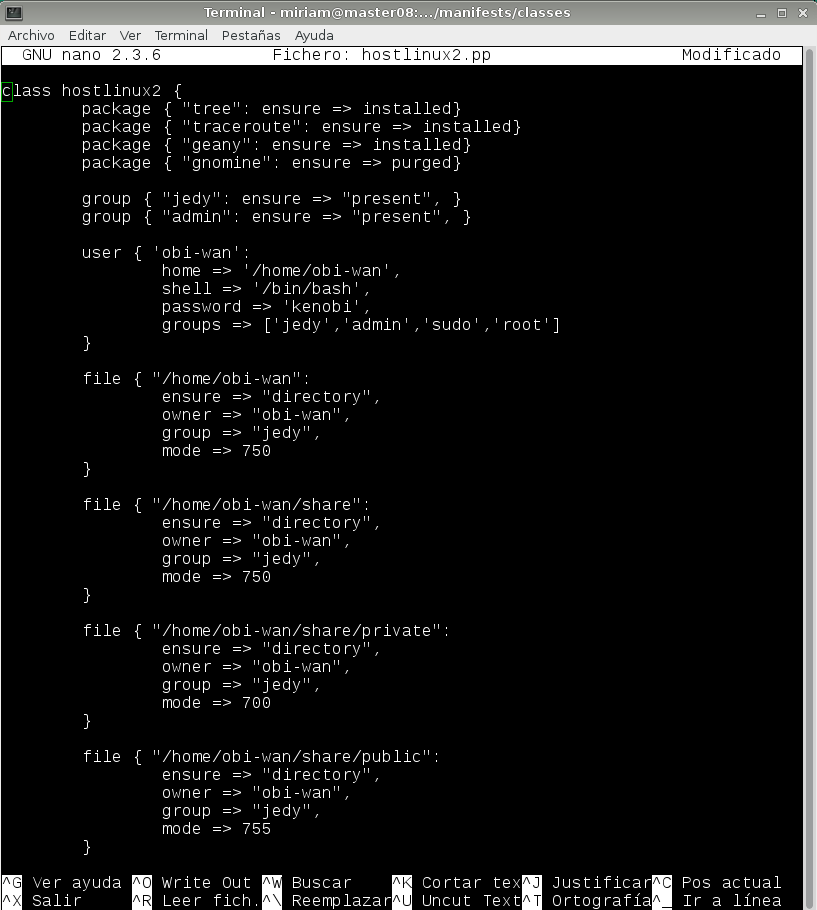 Terminal - miriam@master08:.../manifests/classes
Archivo Editar Ver Terminal Pestañas Ayuda
GNU nano 2.3.6 Fichero: hostlinux2.pp Modificado
class hostlinux2 {
package { "tree": ensure => installed}
package { "traceroute": ensure => installed}
package { "geany": ensure => installed}
package { "gnomine": ensure => purged}
group { "jedy": ensure => "present", }
group { "admin": ensure => "present", }
user { 'obi-wan':
home => '/home/obi-wan',
shell => '/bin/bash',
password => 'kenobi',
groups => ['jedy','admin','sudo','root']
}
file { "/home/obi-wan":
ensure => "directory",
owner => "obi-wan",
group => "jedy",
mode => 750
}
file { "/home/obi-wan/share":
ensure => "directory",
owner => "obi-wan",
group => "jedy",
mode => 750
}
file { "/home/obi-wan/share/private":
ensure => "directory",
owner => "obi-wan",
group => "jedy",
mode => 700
}
file { "/home/obi-wan/share/public":
ensure => "directory",
owner => "obi-wan",
group => "jedy",
mode => 755
}
^G Ver ayuda ^O Write Out ^W Buscar ^K Cortar tex^J Justificar^C Pos actual
^X Salir ^R Leer fich.^\ Reemplazar^U Uncut Text^T Ortografía^_ Ir a línea